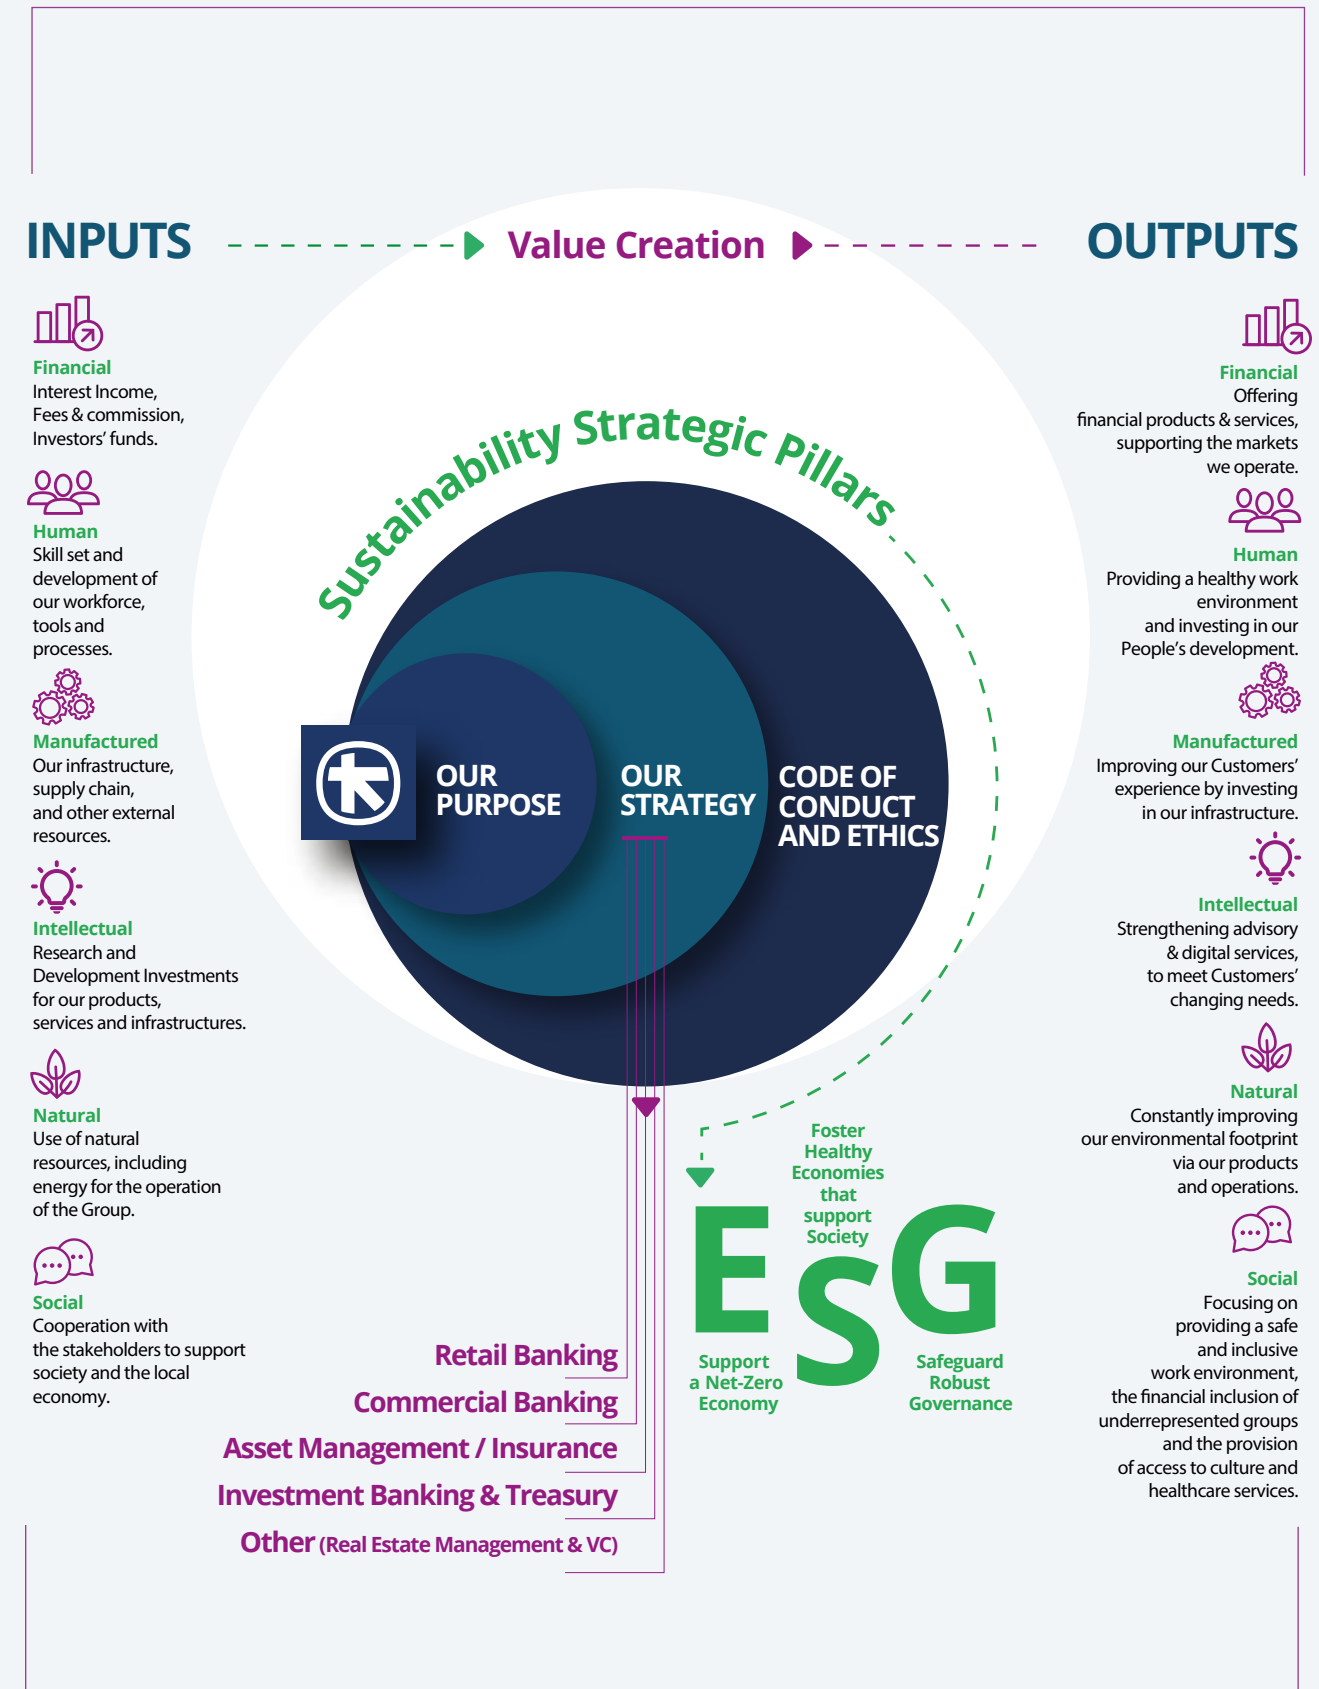 INPUTS
Value Creation
OUTPUTS
Financial
Interest Income,
Fees & commission,
Investors’ funds.
Human
Skill set and
development of
our workforce,
tools and
processes.
Manufactured
Our infrastructure,
supply chain,
and other external
resources.
Intellectual
Research and
Development Investments
for our products,
services and infrastructures.
Natural
Use of natural
resources, including
energy for the operation
of the Group.
Social
Cooperation with
the stakeholders to support
society and the local
economy.
Sustainability Strategic Pillars
OUR
PURPOSE
OUR
STRATEGY
CODE OF
CONDUCT
AND ETHICS
Retail Banking
Commercial Banking
Asset Management / Insurance
Investment Banking & Treasury
Other (Real Estate Management & VC)
E
Support
a Net-Zero
Economy
Foster
Healthy
Economies
that
support
Society
S
G
Safeguard
Robust
Governance
Financial
Offering
financial products & services,
supporting the markets
we operate.
Human
Providing a healthy work
environment
and investing in our
People’s development.
Manufactured
Improving our Customers’
experience by investing
in our infrastructure.
Intellectual
Strengthening advisory
& digital services,
to meet Customers’
changing needs.
Natural
Constantly improving
our environmental footprint
via our products
and operations.
Social
Focusing on
providing a safe
and inclusive
work environment,
the financial inclusion of
underrepresented groups
and the provision
of access to culture and
healthcare services.